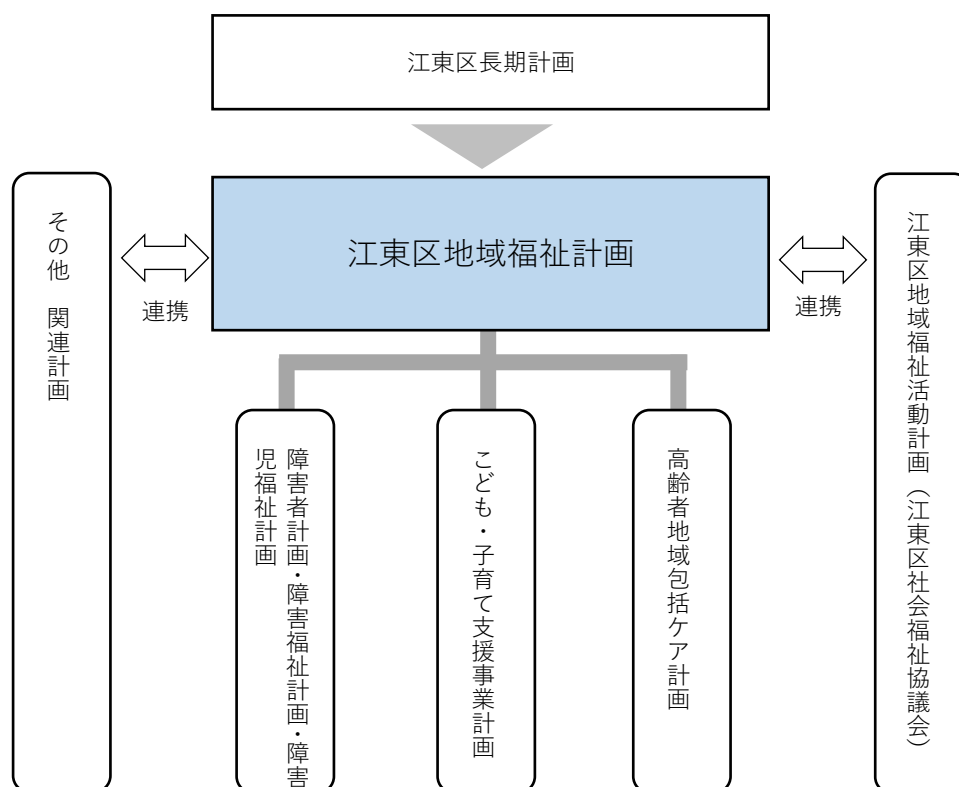 江東区長期計画
江東区地域福祉計画
連携
連携
その他　関連計画
障害者計画・障害福祉計画・障害
児福祉計画
こども・子育て支援事業計画
高齢者地域包括ケア計画
江東区地域福祉活動計画（江東区社会福祉協議会）